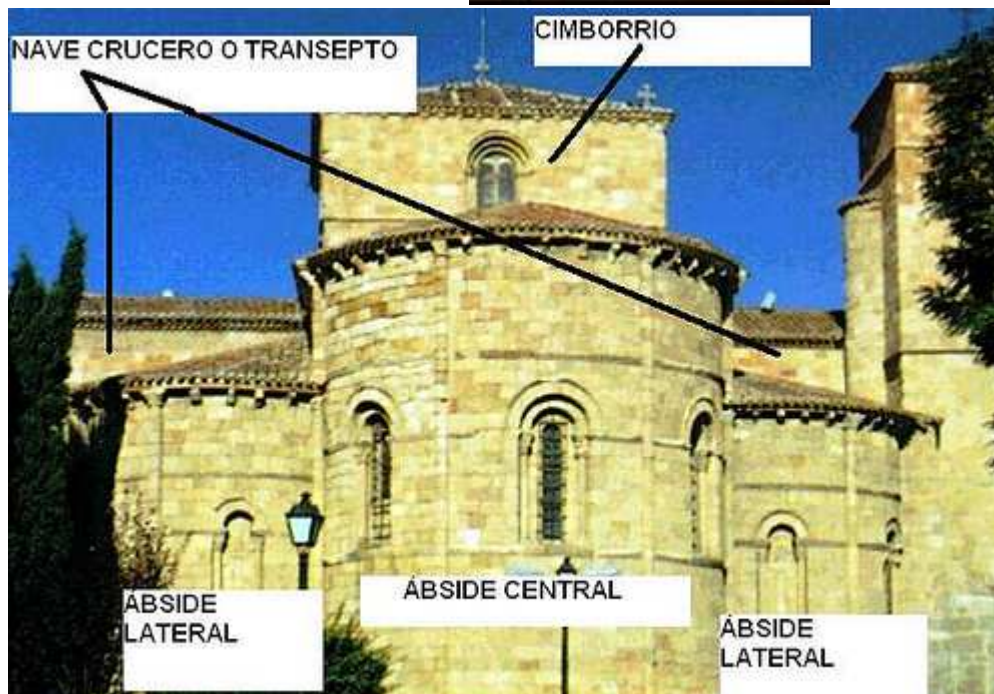 CIMBORRIO
NAVE CRUCERO O TRANSEPTO
ÁBSIDE
LATERAL
ÁBSIDE CENTRAL
ÁBSIDE
LATERAL